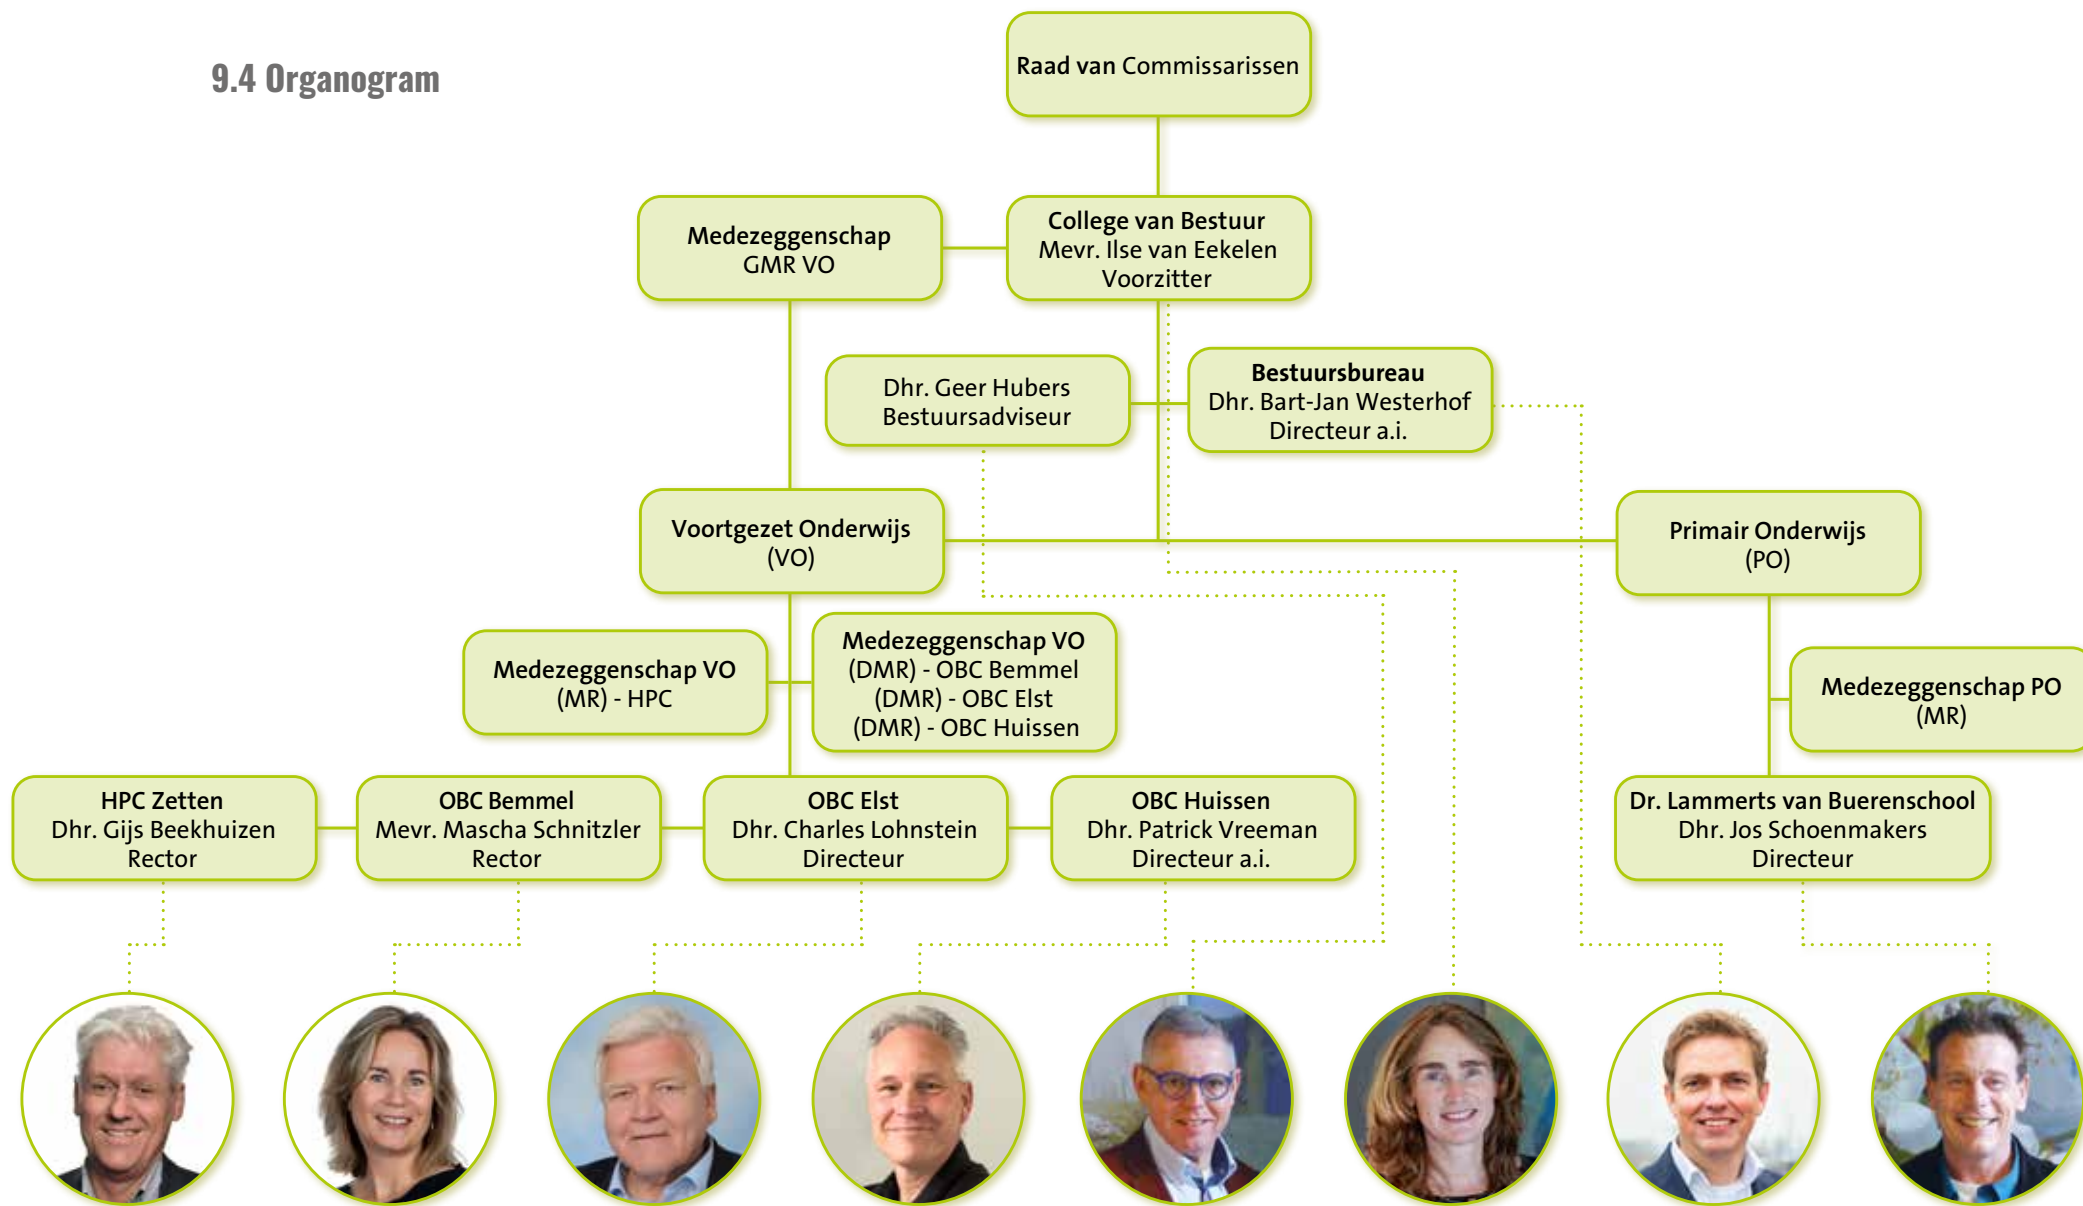 9.4 Organogram
Raad van Commissarissen
Medezeggenschap
GMR VO
College van Bestuur
Mevr. Ilse van Eekelen
Voorzitter
Dhr. Geer Hubers
Bestuursadviseur
Bestuursbureau
Dhr. Bart-Jan Westerhof
Directeur a.i.
Voortgezet Onderwijs
(VO)
Primair Onderwijs
(PO)
Medezeggenschap VO
(MR) - HPC
Medezeggenschap VO
(DMR) - OBC Bemmel
(DMR) - OBC Elst
(DMR) - OBC Huissen
Medezeggenschap PO
(MR)
HPC Zetten
Dhr. Gijs Beekhuizen
Rector
OBC Bemmel
Mevr. Mascha Schnitzler
Rector
OBC Elst
Dhr. Charles Lohnstein
Directeur
OBC Huissen
Dhr. Patrick Vreeman
Directeur a.i.
Dr. Lammerts van Buerenschool
Dhr. Jos Schoenmakers
Directeur